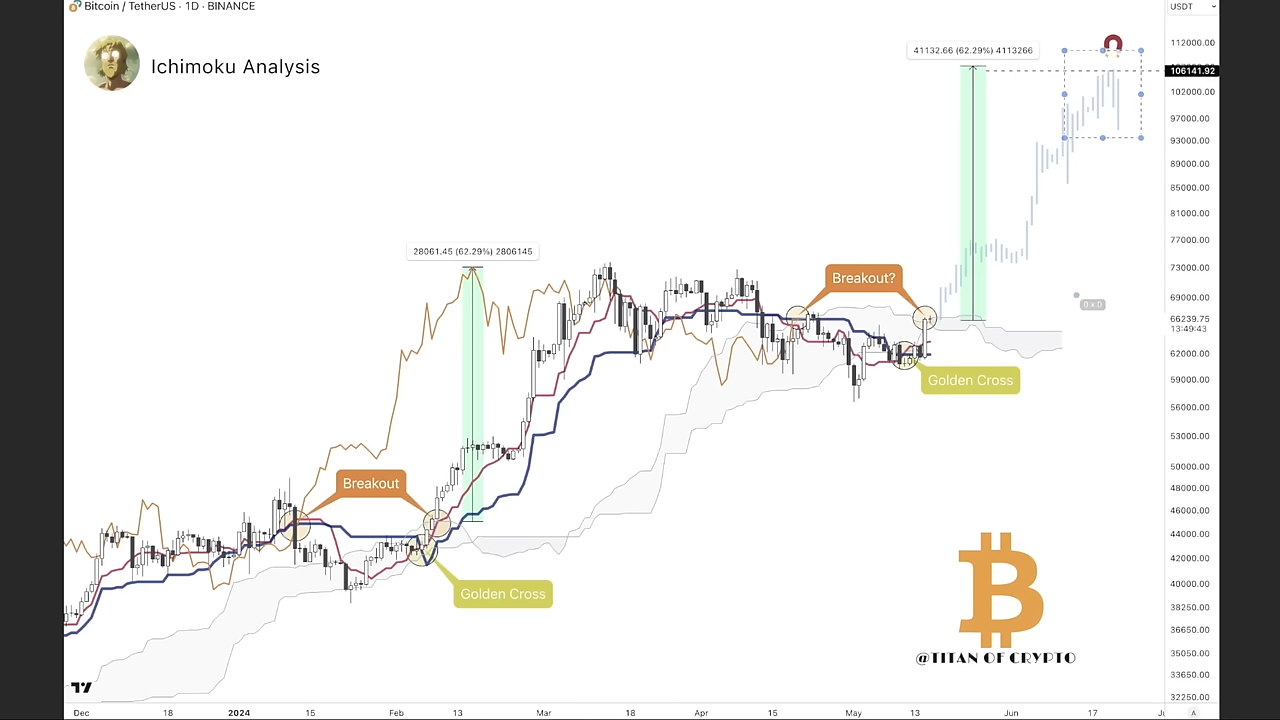 Bitcoin / TetherUS · 1D · BINANCE
USDT
Ichimoku Analysis
41132.66 (62.29%) 4113266
28061.45 (62.29%) 2806145
Breakout?
Golden Cross
Breakout
Golden Cross
0 x 0
@TITAN OF CRYPTO
112000.00
106141.92
102000.00
97000.00
93000.00
89000.00
85000.00
81000.00
77000.00
73000.00
69000.00
66239.75
13:49:43
62000.00
59000.00
56000.00
53000.00
50000.00
48000.00
46000.00
44000.00
42000.00
40000.00
38250.00
36650.00
35050.00
33650.00
32250.00
Dec 18 2024 15 Feb 13 Mar 18 Apr 15 May 13 Jun 17
A